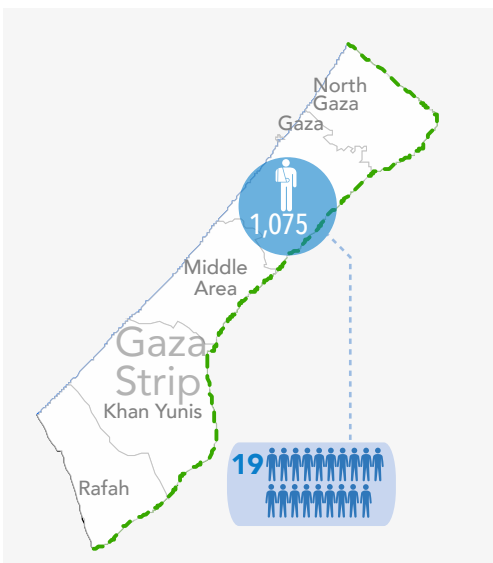 North
Gaza
Gaza
1,075
Middle
Area
Gaza
Strip
Khan Yunis
19
Rafah